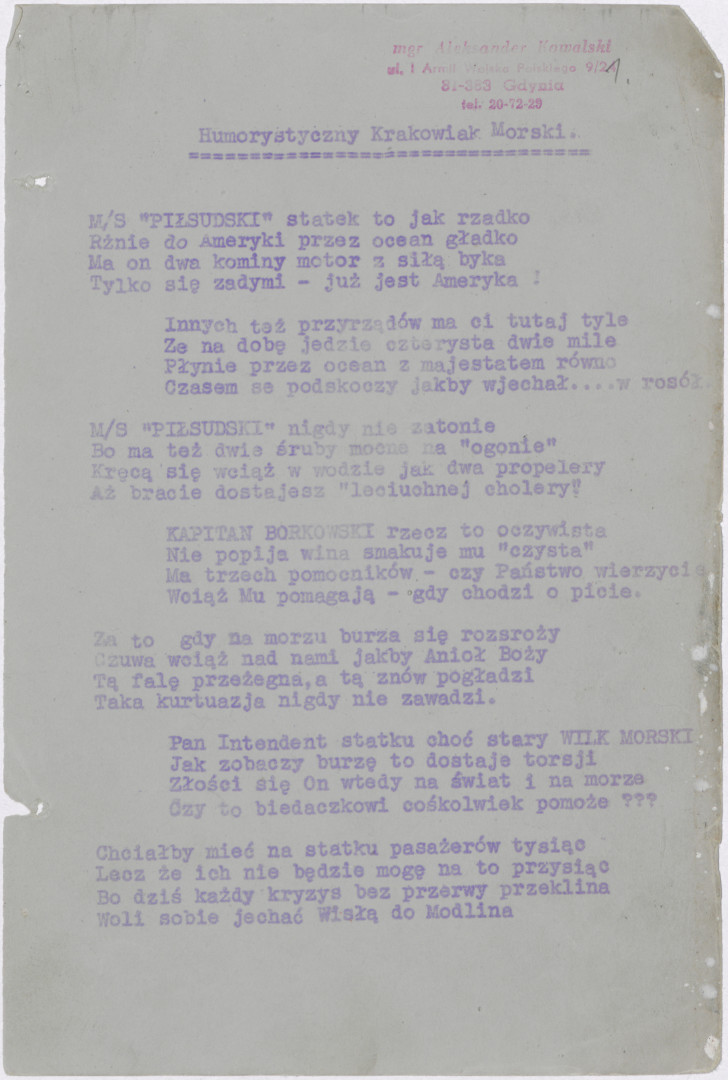 mgr Aleksander Kowalski
ul. I Armii Wojska Polskiego 9/21
81-383 Gdynia
tel. 20-72-29
1.
Humorystyczny Krakowiak Morski.
M/S "PIŁSUDSKI" statek to jak rzadko
Rżnie do Ameryki przez ocean gładko
Ma on dwa kominy motor z siłą byka
Tylko się zadymi - już jest Ameryka !
Innych też przyrządów ma ci tutaj tyle
Ze na dobę jedzie czterysta dwie mile
Płynie przez ocean z majestatem równo
Czasem se podskoczy jakby wjechał....w rosół.
M/S "PIŁSUDSKI" nigdy nie zatonie
Bo ma też dwie śruby mocne na "ogonie"
Kręcą się wciąż w wodzie jak dwa propelery
Aż bracie dostajesz "leciuchnej cholery"!
KAPITAN BORKOWSKI rzecz to oczywista
Nie popija wina smakuje mu "czysta"
Ma trzech pomocników - czy Państwo wierzycie
Wciąż Mu pomagają - gdy chodzi o picie.
Za to gdy na morzu burza się rozsroży
Czuwa wciąż nad nami jakby Anioł Boży
Tą falę przeżegna,a tą znów pogładzi
Taka kurtuazja nigdy nie zawadzi.
Pan Intendent statku choć stary WILK MORSKI
Jak zobaczy burzę to dostaje torsji
Złości się On wtedy na świat i na morze
Czy to biedaczkowi cośkolwiek pomoże ???
Chciałby mieć na statku pasażerów tysiąc
Lecz że ich nie będzie mogę na to przysiąc
Bo dziś każdy kryzys bez przerwy przeklina
Woli sobie jechać Wisłą do Modlina